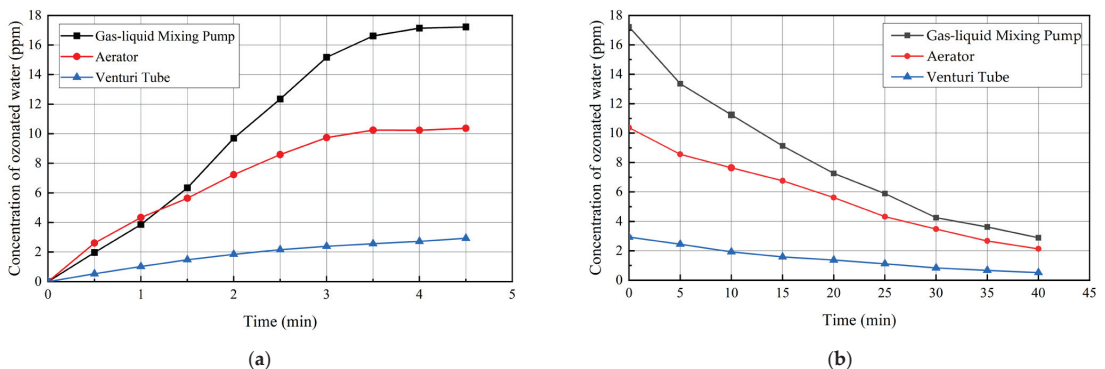 Concentration of ozonated water (ppm)
18
16
14
12
10
8
6
4
2
0
Gas-liquid Mixing Pump
Aerator
Venturi Tube
0 1 2 3 4 5
Time (min)
(a)
Concentration of ozonated water (ppm)
18
16
14
12
10
8
6
4
2
0
Gas-liquid Mixing Pump
Aerator
Venturi Tube
0 5 10 15 20 25 30 35 40 45
Time (min)
(b)